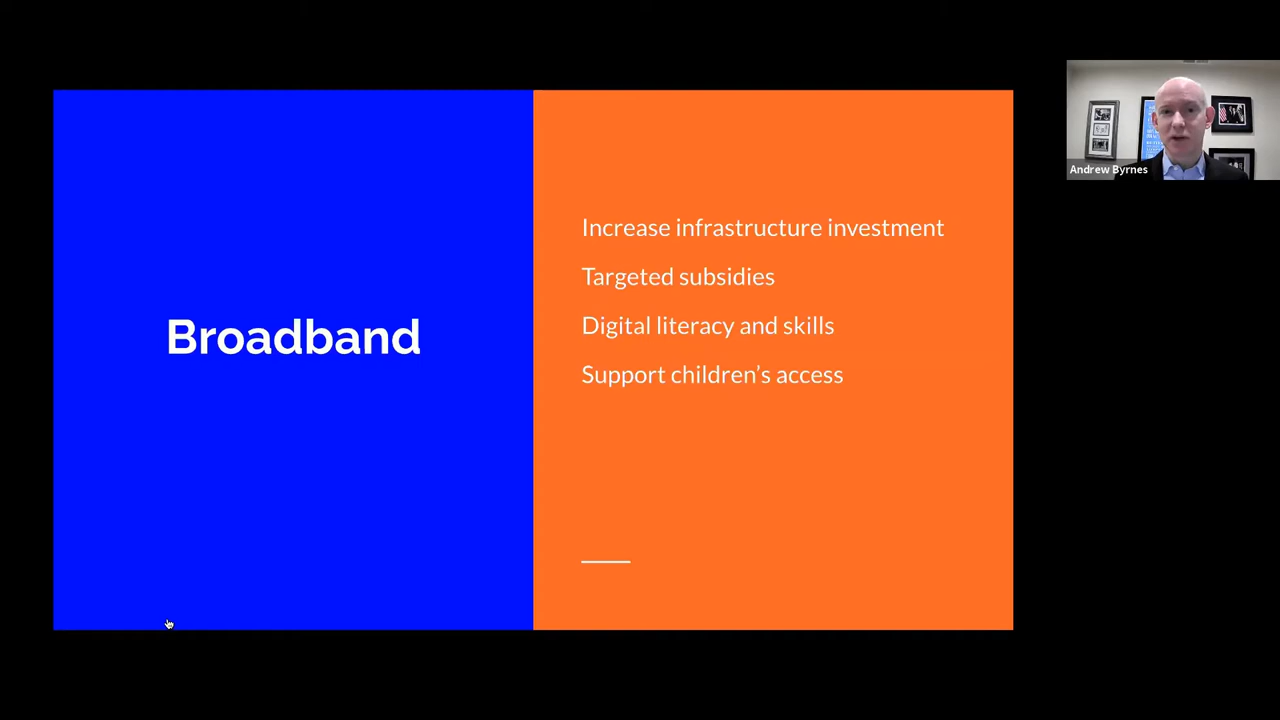 Broadband
Increase infrastructure investment
Targeted subsidies
Digital literacy and skills
Support children's access
Andrew Byrnes